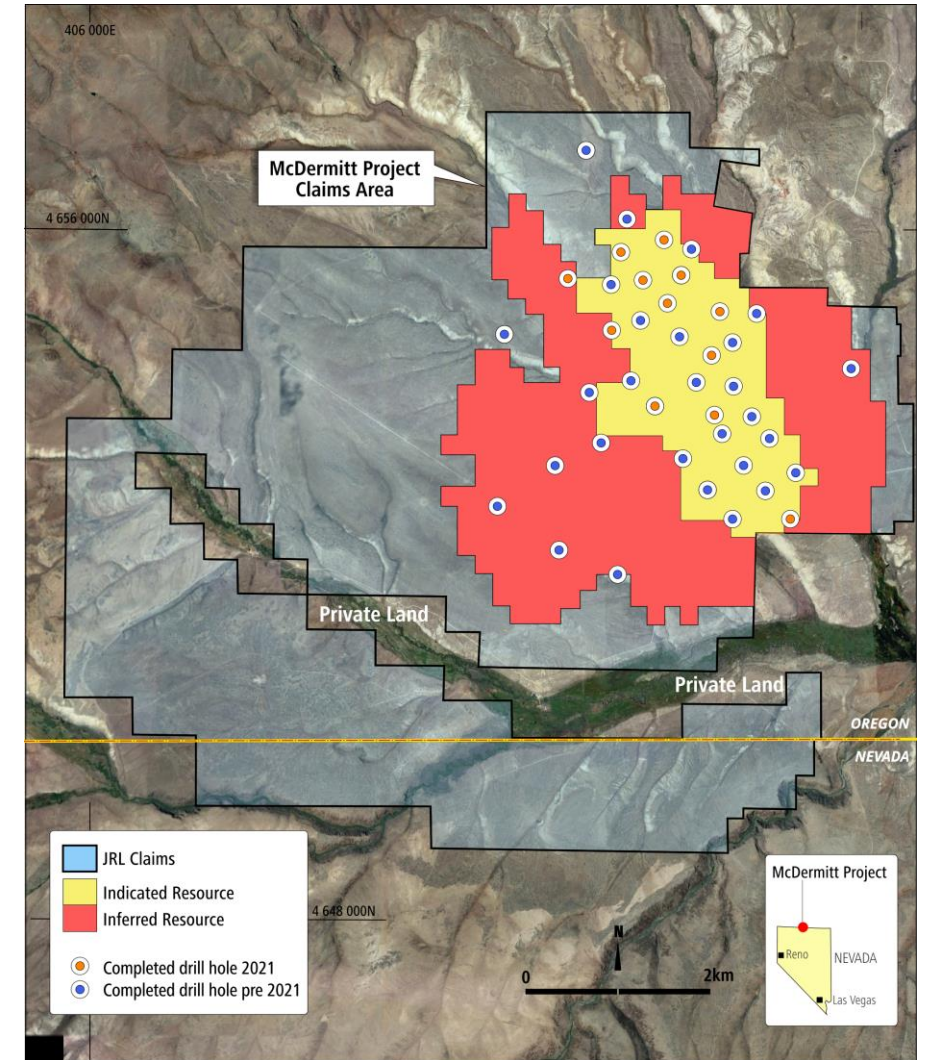 406 000E
McDermitt Project
Claims Area
4 656 000N
Private Land
Private Land
OREGON
NEVADA
JRL Claims
Indicated Resource
Inferred Resource
Completed drill hole 2021
Completed drill hole pre 2021
4 648 000N
N
0
2km
McDermitt Project
Reno
NEVADA
Las Vegas